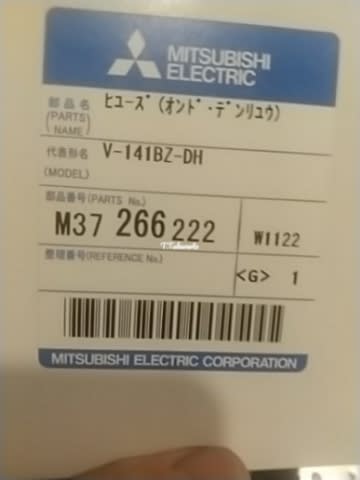 MITSUBISHI
ELECTRIC
部品名 ヒューズ(オンド・デンリュウ)
(PARTS
NAME)
代表形名 V-141BZ-DH
(MODEL)
部品番号(PARTS No.)
M37 266 222 W1122
整理番号(REFERENCE No.)
<G> 1
MITSUBISHI ELECTRIC CORPORATION